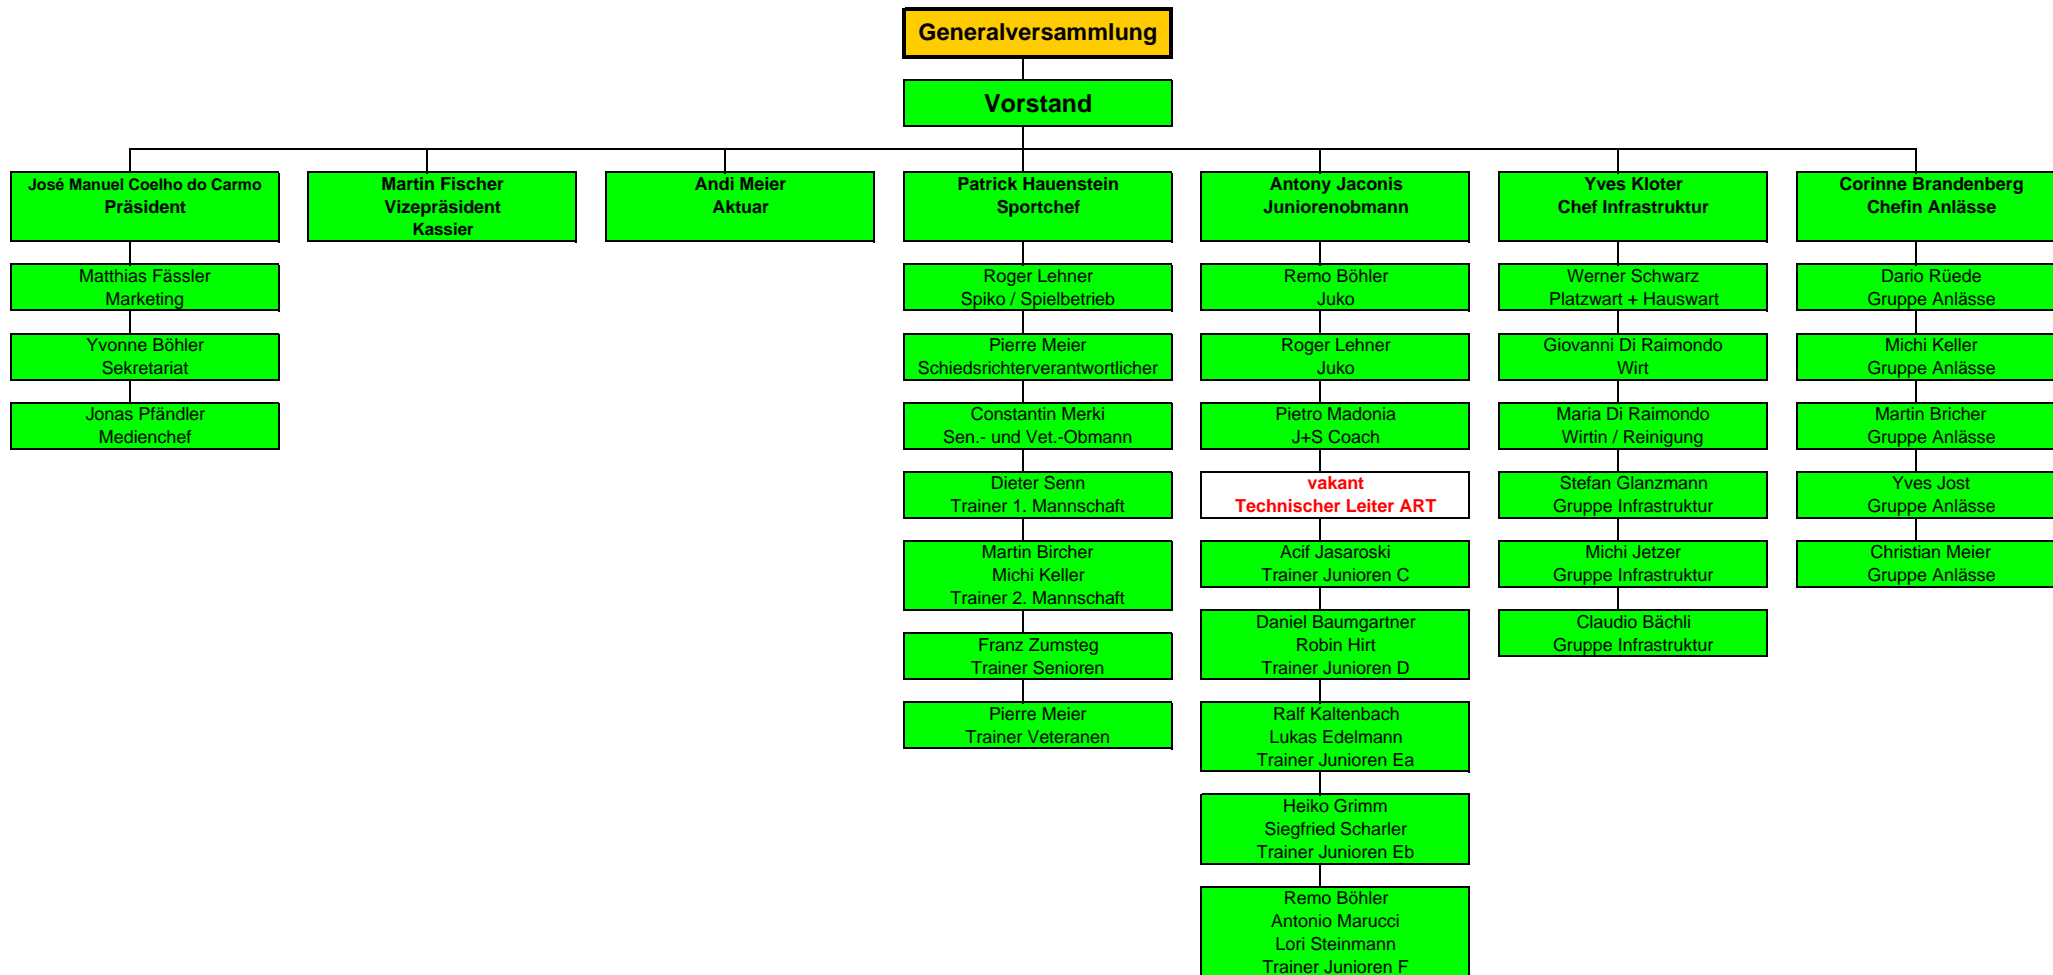 Generalversammlung
Vorstand
José Manuel Coelho do Carmo
Präsident
Martin Fischer
Vizepräsident
Kassier
Andi Meier
Aktuar
Patrick Hauenstein
Sportchef
Antony Jaconis
Juniorenobmann
Yves Kloter
Chef Infrastruktur
Corinne Brandenberg
Chefin Anlässe
Matthias Fässler
Marketing
Yvonne Böhler
Sekretariat
Jonas Pfändler
Medienchef
Roger Lehner
Spiko / Spielbetrieb
Pierre Meier
Schiedsrichterverantwortlicher
Constantin Merki
Sen.- und Vet.-Obmann
Dieter Senn
Trainer 1. Mannschaft
Martin Bircher
Michi Keller
Trainer 2. Mannschaft
Franz Zumsteg
Trainer Senioren
Pierre Meier
Trainer Veteranen
Remo Böhler
Juko
Roger Lehner
Juko
Pietro Madonia
J+S Coach
vakant
Technischer Leiter ART
Acif Jasaroski
Trainer Junioren C
Daniel Baumgartner
Robin Hirt
Trainer Junioren D
Ralf Kaltenbach
Lukas Edelmann
Trainer Junioren Ea
Heiko Grimm
Siegfried Scharler
Trainer Junioren Eb
Remo Böhler
Antonio Marucci
Lori Steinmann
Trainer Junioren F
Werner Schwarz
Platzwart + Hauswart
Giovanni Di Raimondo
Wirt
Maria Di Raimondo
Wirtin / Reinigung
Stefan Glanzmann
Gruppe Infrastruktur
Michi Jetzer
Gruppe Infrastruktur
Claudio Bächli
Gruppe Infrastruktur
Dario Rüede
Gruppe Anlässe
Michi Keller
Gruppe Anlässe
Martin Bricher
Gruppe Anlässe
Yves Jost
Gruppe Anlässe
Christian Meier
Gruppe Anlässe